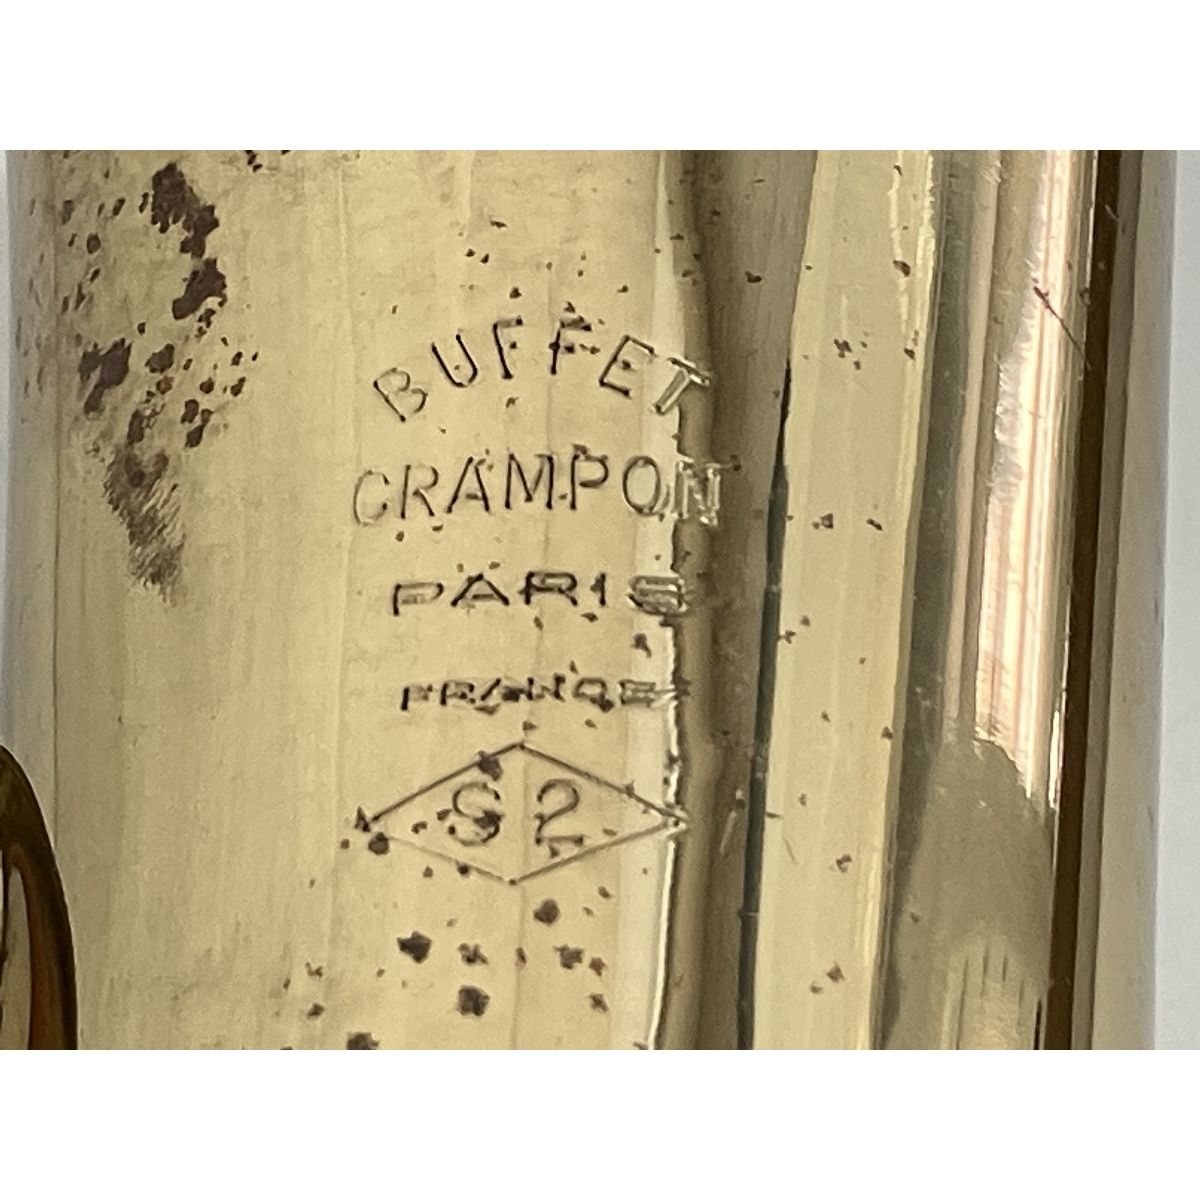 BUFFET
CRAMPON
PARIS
FRANCE
S2